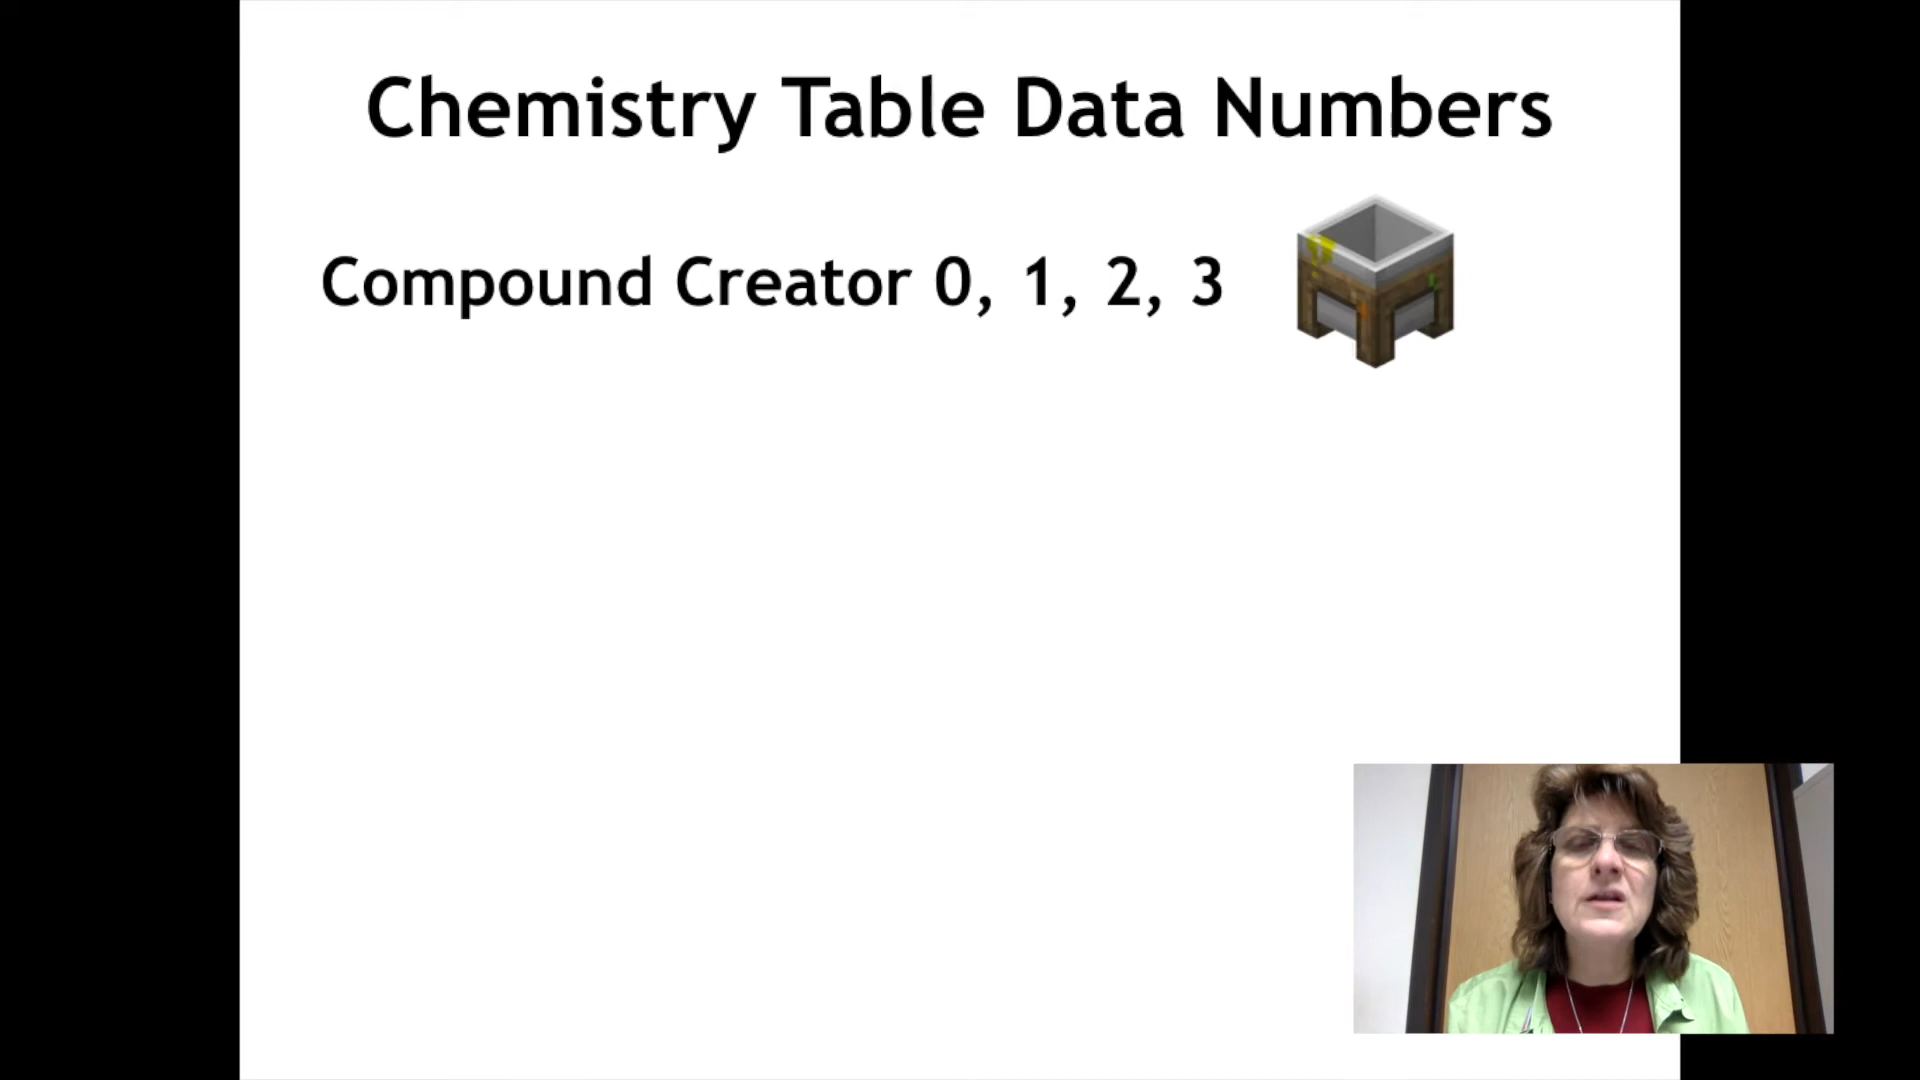 Chemistry Table Data Numbers
Compound Creator 0, 1, 2, 3